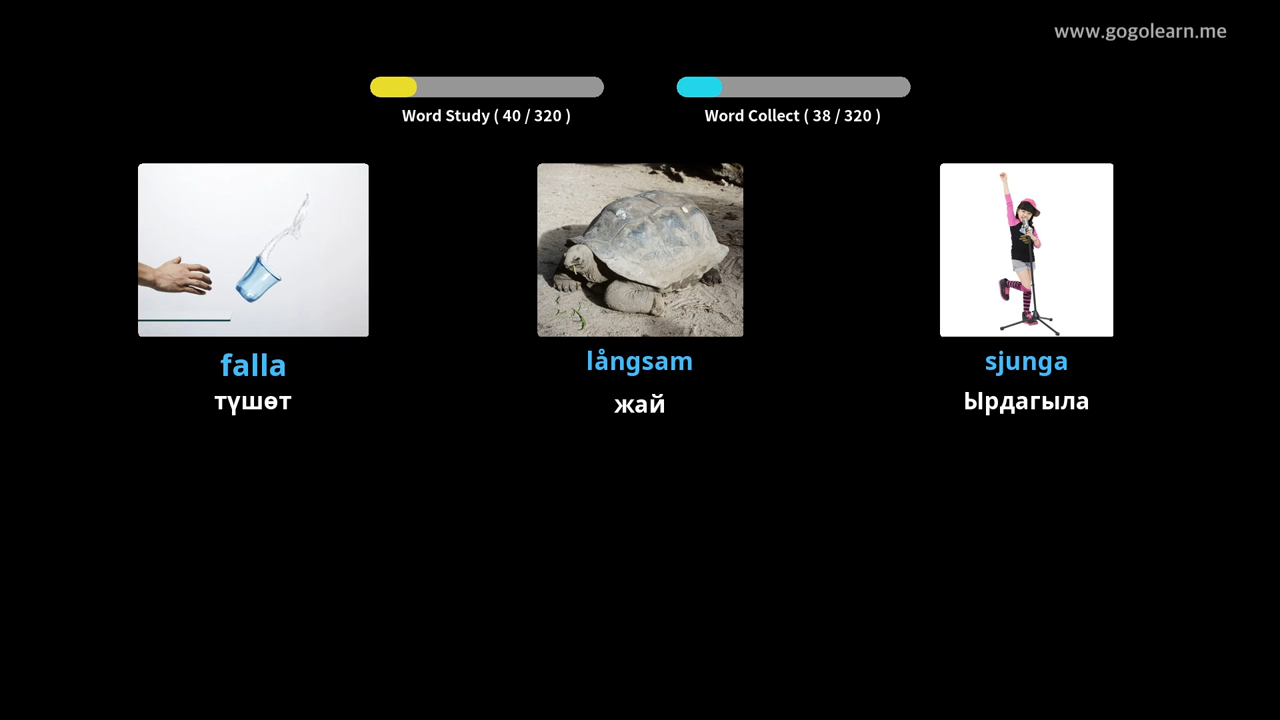 www.gogolearn.me
Word Study ( 40 / 320 )
Word Collect ( 38 / 320 )
falla
långsam
sjunga
түшөт
жай
Ырдагыла